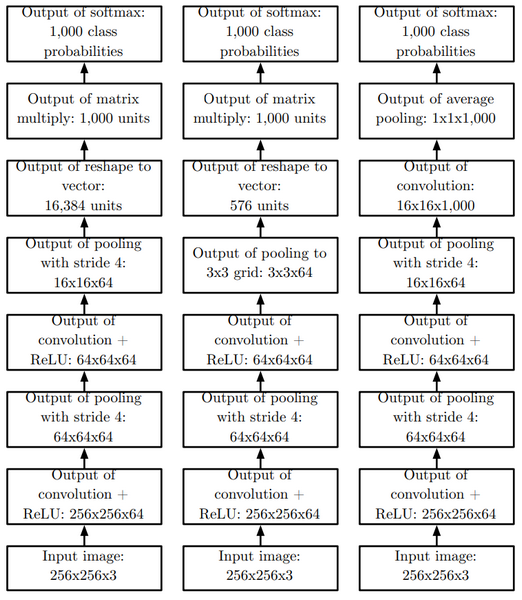 Output of softmax:
1,000 class
probabilities
Output of matrix
multiply: 1,000 units
Output of reshape to
vector:
16,384 units
Output of pooling
with stride 4:
16x16x64
Output of
convolution +
ReLU: 64x64x64
Output of pooling
with stride 4:
64x64x64
Output of
convolution +
ReLU: 256x256x64
Input image:
256x256x3
Output of softmax:
1,000 class
probabilities
Output of matrix
multiply: 1,000 units
Output of reshape to
vector:
576 units
Output of pooling to
3x3 grid: 3x3x64
Output of
convolution +
ReLU: 64x64x64
Output of pooling
with stride 4:
64x64x64
Output of
convolution +
ReLU: 256x256x64
Input image:
256x256x3
Output of softmax:
1,000 class
probabilities
Output of average
pooling: 1x1x1,000
Output of
convolution:
16x16x1,000
Output of pooling
with stride 4:
16x16x64
Output of
convolution +
ReLU: 64x64x64
Output of pooling
with stride 4:
64x64x64
Output of
convolution +
ReLU: 256x256x64
Input image:
256x256x3